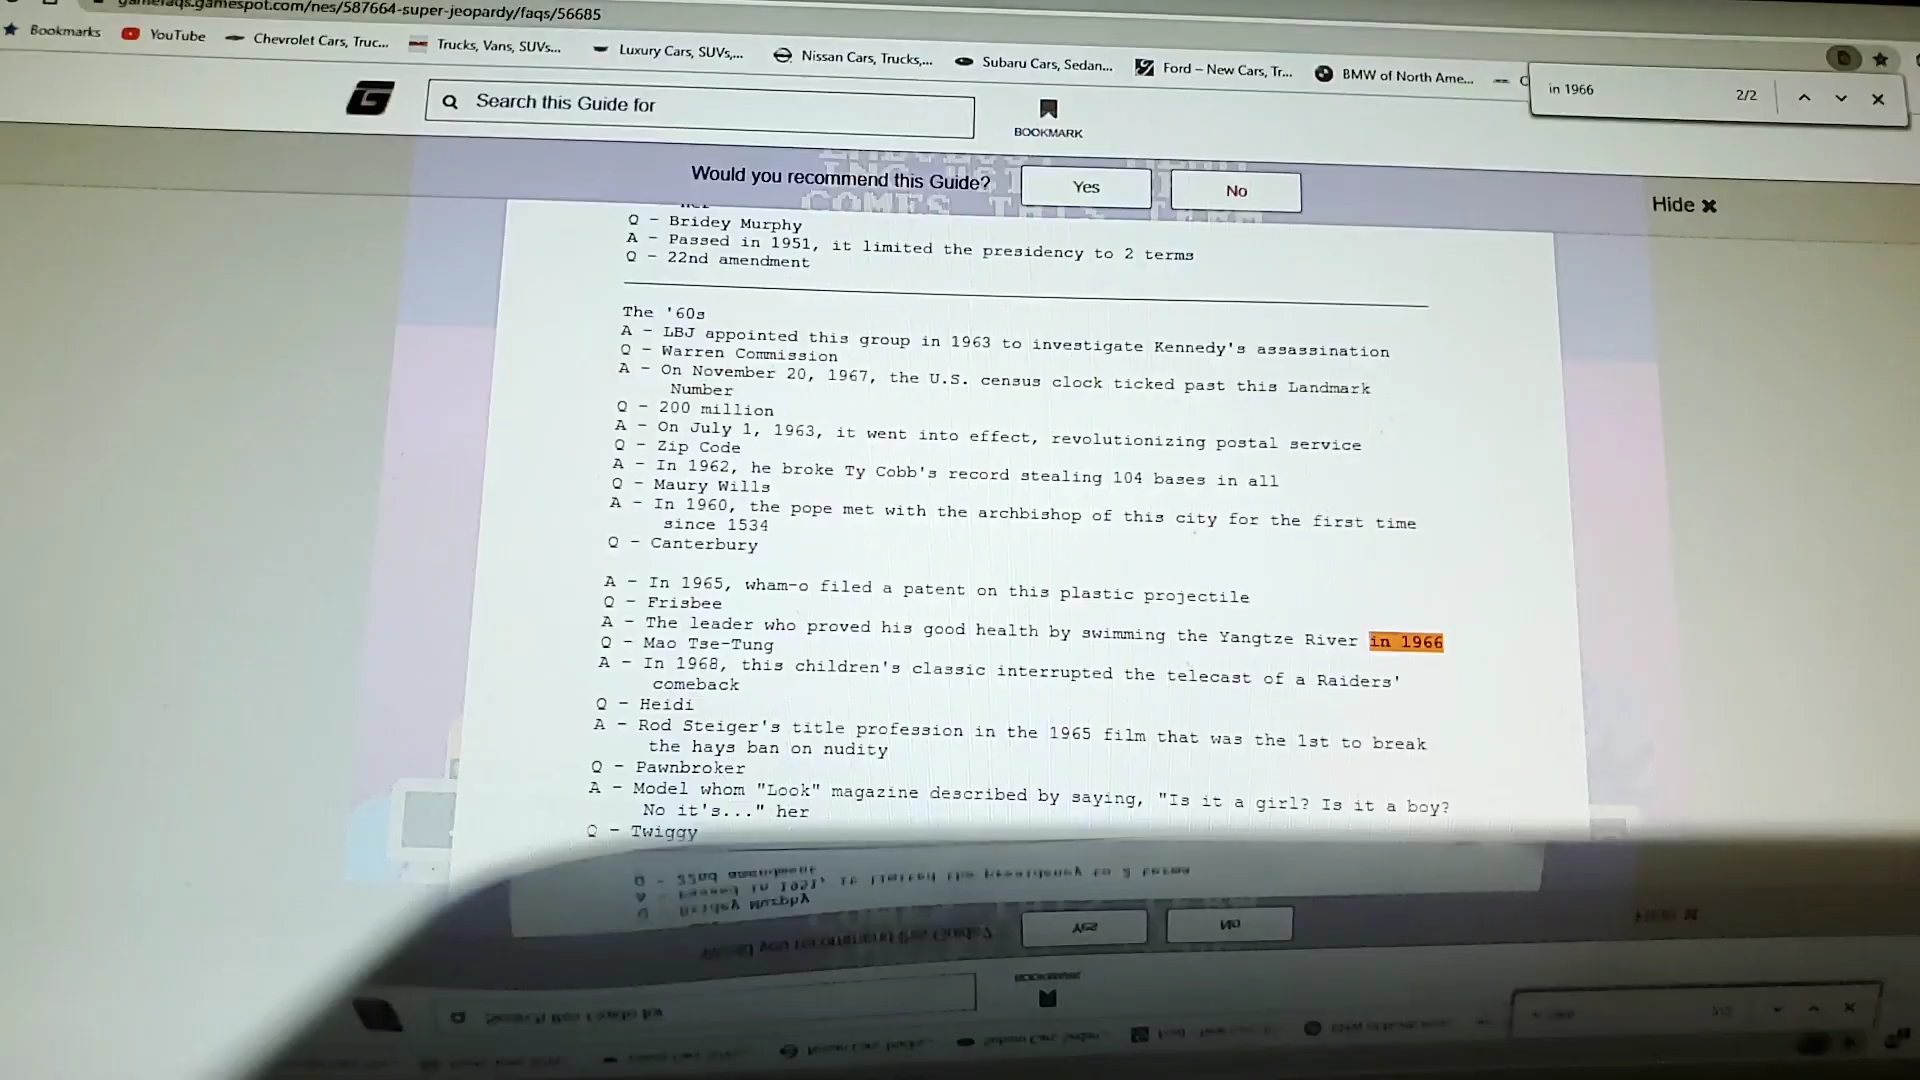 gamefaqs.gamespot.com/nes/587664-super-jeopardy/faqs/56685
Bookmarks YouTube Chevrolet Cars, Truc... Trucks, Vans, SUVs... Luxury Cars, SUVs,... Nissan Cars, Trucks,... Subaru Cars, Sedan... Ford – New Cars, Tr... BMW of North Ame...
in 1966 2/2
Search this Guide for
BOOKMARK
Would you recommend this Guide? Yes No
Hide ✖
COMES THIS
Q - Bridey Murphy
A - Passed in 1951, it limited the presidency to 2 terms
Q - 22nd amendment
The '60s
A - LBJ appointed this group in 1963 to investigate Kennedy's assassination
Q - Warren Commission
A - On November 20, 1967, the U.S. census clock ticked past this Landmark
Number
Q - 200 million
A - On July 1, 1963, it went into effect, revolutionizing postal service
Q - Zip Code
A - In 1962, he broke Ty Cobb's record stealing 104 bases in all
Q - Maury Wills
A - In 1960, the pope met with the archbishop of this city for the first time
since 1534
Q - Canterbury
A - In 1965, wham-o filed a patent on this plastic projectile
Q - Frisbee
A - The leader who proved his good health by swimming the Yangtze River in 1966
Q - Mao Tse-Tung
A - In 1968, this children's classic interrupted the telecast of a Raiders'
comeback
Q - Heidi
A - Rod Steiger's title profession in the 1965 film that was the 1st to break
the hays ban on nudity
Q - Pawnbroker
A - Model whom "Look" magazine described by saying, "Is it a girl? Is it a boy?
No it's..." her
Q - Twiggy